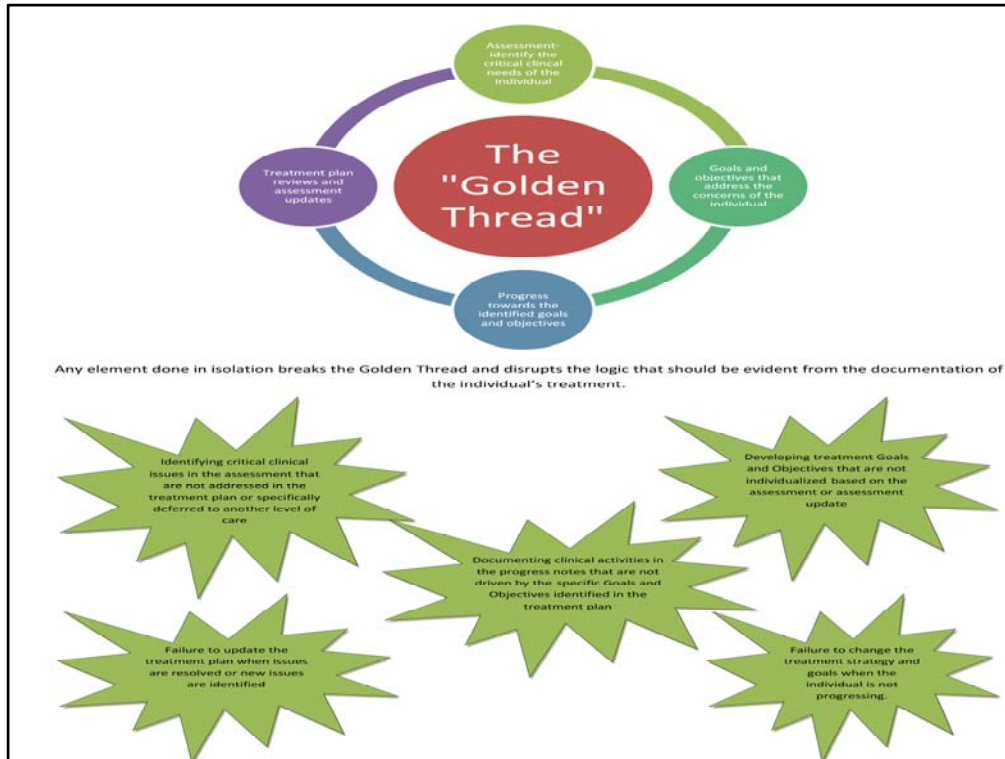 Assessment-
identify the
critical clincal
needs of the
individual
The
"Golden
Thread"
Treatment plan
reviews and
assessment
updates
Goals and
objectives that
address the
concerns of the
individual
Progress
towards the
identified goals
and objectives
Any element done in isolation breaks the Golden Thread and disrupts the logic that should be evident from the documentation of
the individual's treatment.
Identifying critical clinical
issues in the assessment that
are not addressed in the
treatment plan or specifically
deferred to another level of
care
Developing treatment Goals
and Objectives that are not
individualized based on the
assessment or assessment
update
Documenting clinical activities in
the progress notes that are not
driven by the specific Goals and
Objectives identified in the
treatment plan
Failure to update the
treatment plan when issues
are resolved or new issues
are identified
Failure to change the
treatment strategy and
goals when the
individual is not
progressing.